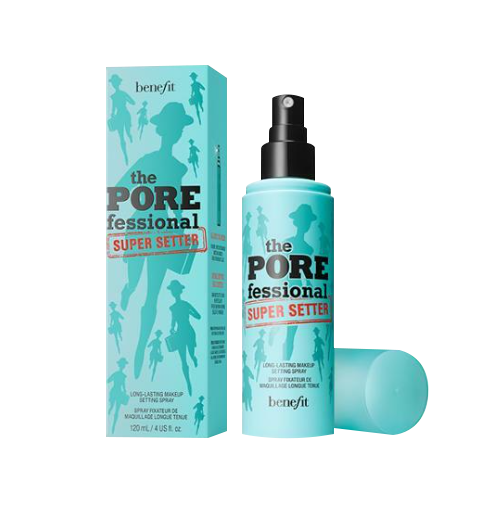 benefit
the
PORE
fessional
SUPER SETTER
LONG-LASTING MAKEUP
SETTING SPRAY
SPRAY FIXATEUR DE
MAQUILLAGE LONGUE TENUE
120 mL / 4 US fl. oz.
the
PORE
fessional
SUPER SETTER
LONG-LASTING MAKEUP
SETTING SPRAY
SPRAY FIXATEUR DE
MAQUILLAGE LONGUE TENUE
benefit